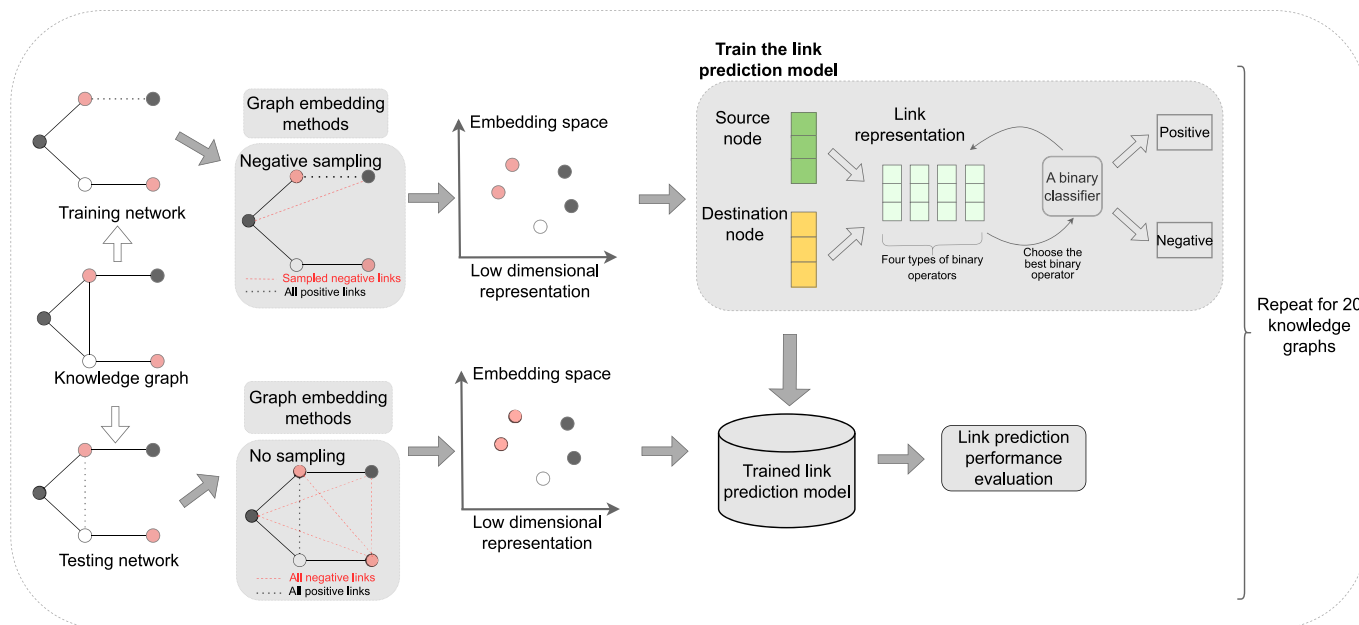 Train the link
prediction model
Graph embedding
methods
Negative sampling
Sampled negative links
All positive links
Training network
Embedding space
Low dimensional
representation
Source
node
Destination
node
Link
representation
Four types of binary
operators
A binary
classifier
Choose the
best binary
operator
Positive
Negative
Repeat for 20
knowledge
graphs
Knowledge graph
Graph embedding
methods
No sampling
All negative links
All positive links
Testing network
Embedding space
Low dimensional
representation
Trained link
prediction model
Link prediction
performance
evaluation